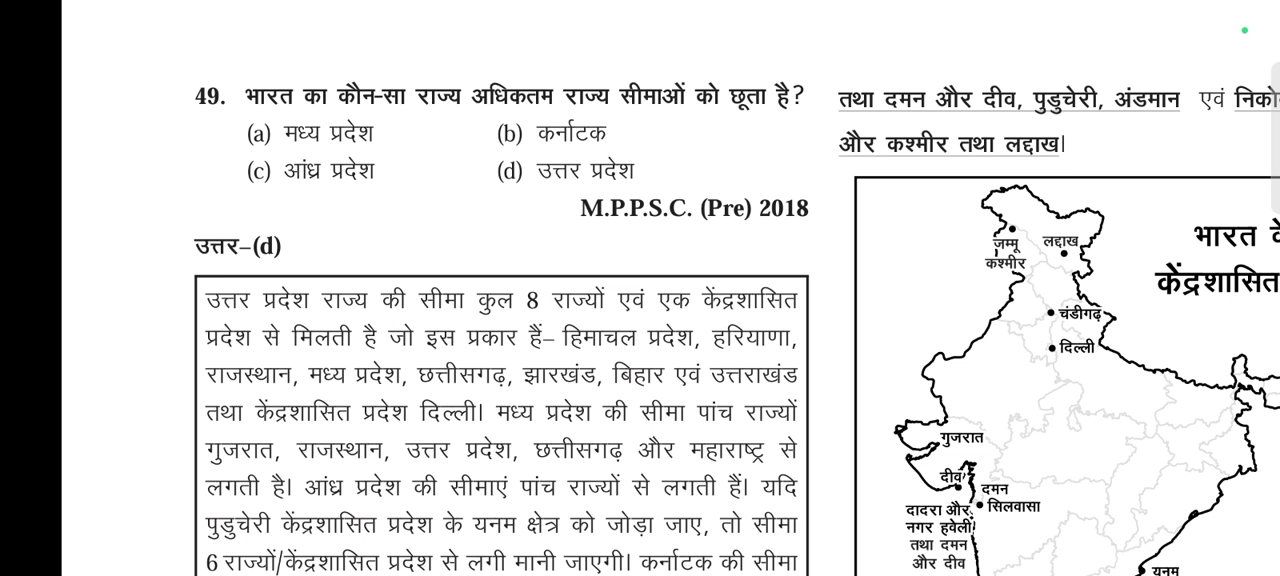 49. भारत का कौन-सा राज्य अधिकतम राज्य सीमाओं को छूता है?
(a) मध्य प्रदेश (b) कर्नाटक
(c) आंध्र प्रदेश (d) उत्तर प्रदेश
M.P.P.S.C. (Pre) 2018
उत्तर–(d)
उत्तर प्रदेश राज्य की सीमा कुल 8 राज्यों एवं एक केंद्रशासित
प्रदेश से मिलती है जो इस प्रकार हैं– हिमाचल प्रदेश, हरियाणा,
राजस्थान, मध्य प्रदेश, छत्तीसगढ़, झारखंड, बिहार एवं उत्तराखंड
तथा केंद्रशासित प्रदेश दिल्ली। मध्य प्रदेश की सीमा पांच राज्यों
गुजरात, राजस्थान, उत्तर प्रदेश, छत्तीसगढ़ और महाराष्ट्र से
लगती है। आंध्र प्रदेश की सीमाएं पांच राज्यों से लगती हैं। यदि
पुडुचेरी केंद्रशासित प्रदेश के यनम क्षेत्र को जोड़ा जाए, तो सीमा
6 राज्यों/केंद्रशासित प्रदेश से लगी मानी जाएगी। कर्नाटक की सीमा
तथा दमन और दीव, पुडुचेरी, अंडमान एवं निको
और कश्मीर तथा लद्दाख।
भारत के
केंद्रशासित
जम्मू
कश्मीर
लद्दाख
चंडीगढ़
दिल्ली
गुजरात
दीव
दमन
सिलवासा
दादरा और
नगर हवेली
तथा दमन
और दीव
यनम